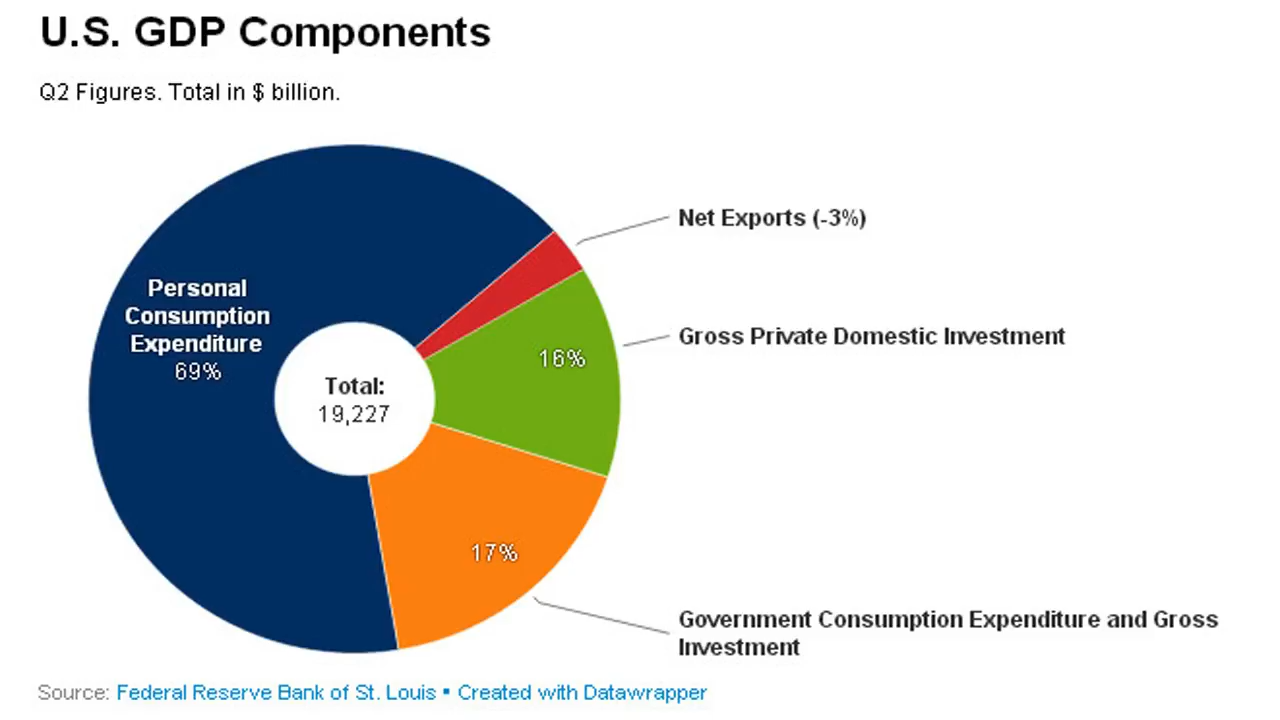 U.S. GDP Components
Q2 Figures. Total in $ billion.
Net Exports (-3%)
Personal
Consumption
Expenditure
69%
Gross Private Domestic Investment
16%
Total:
19,227
17%
Government Consumption Expenditure and Gross
Investment
Source: Federal Reserve Bank of St. Louis • Created with Datawrapper